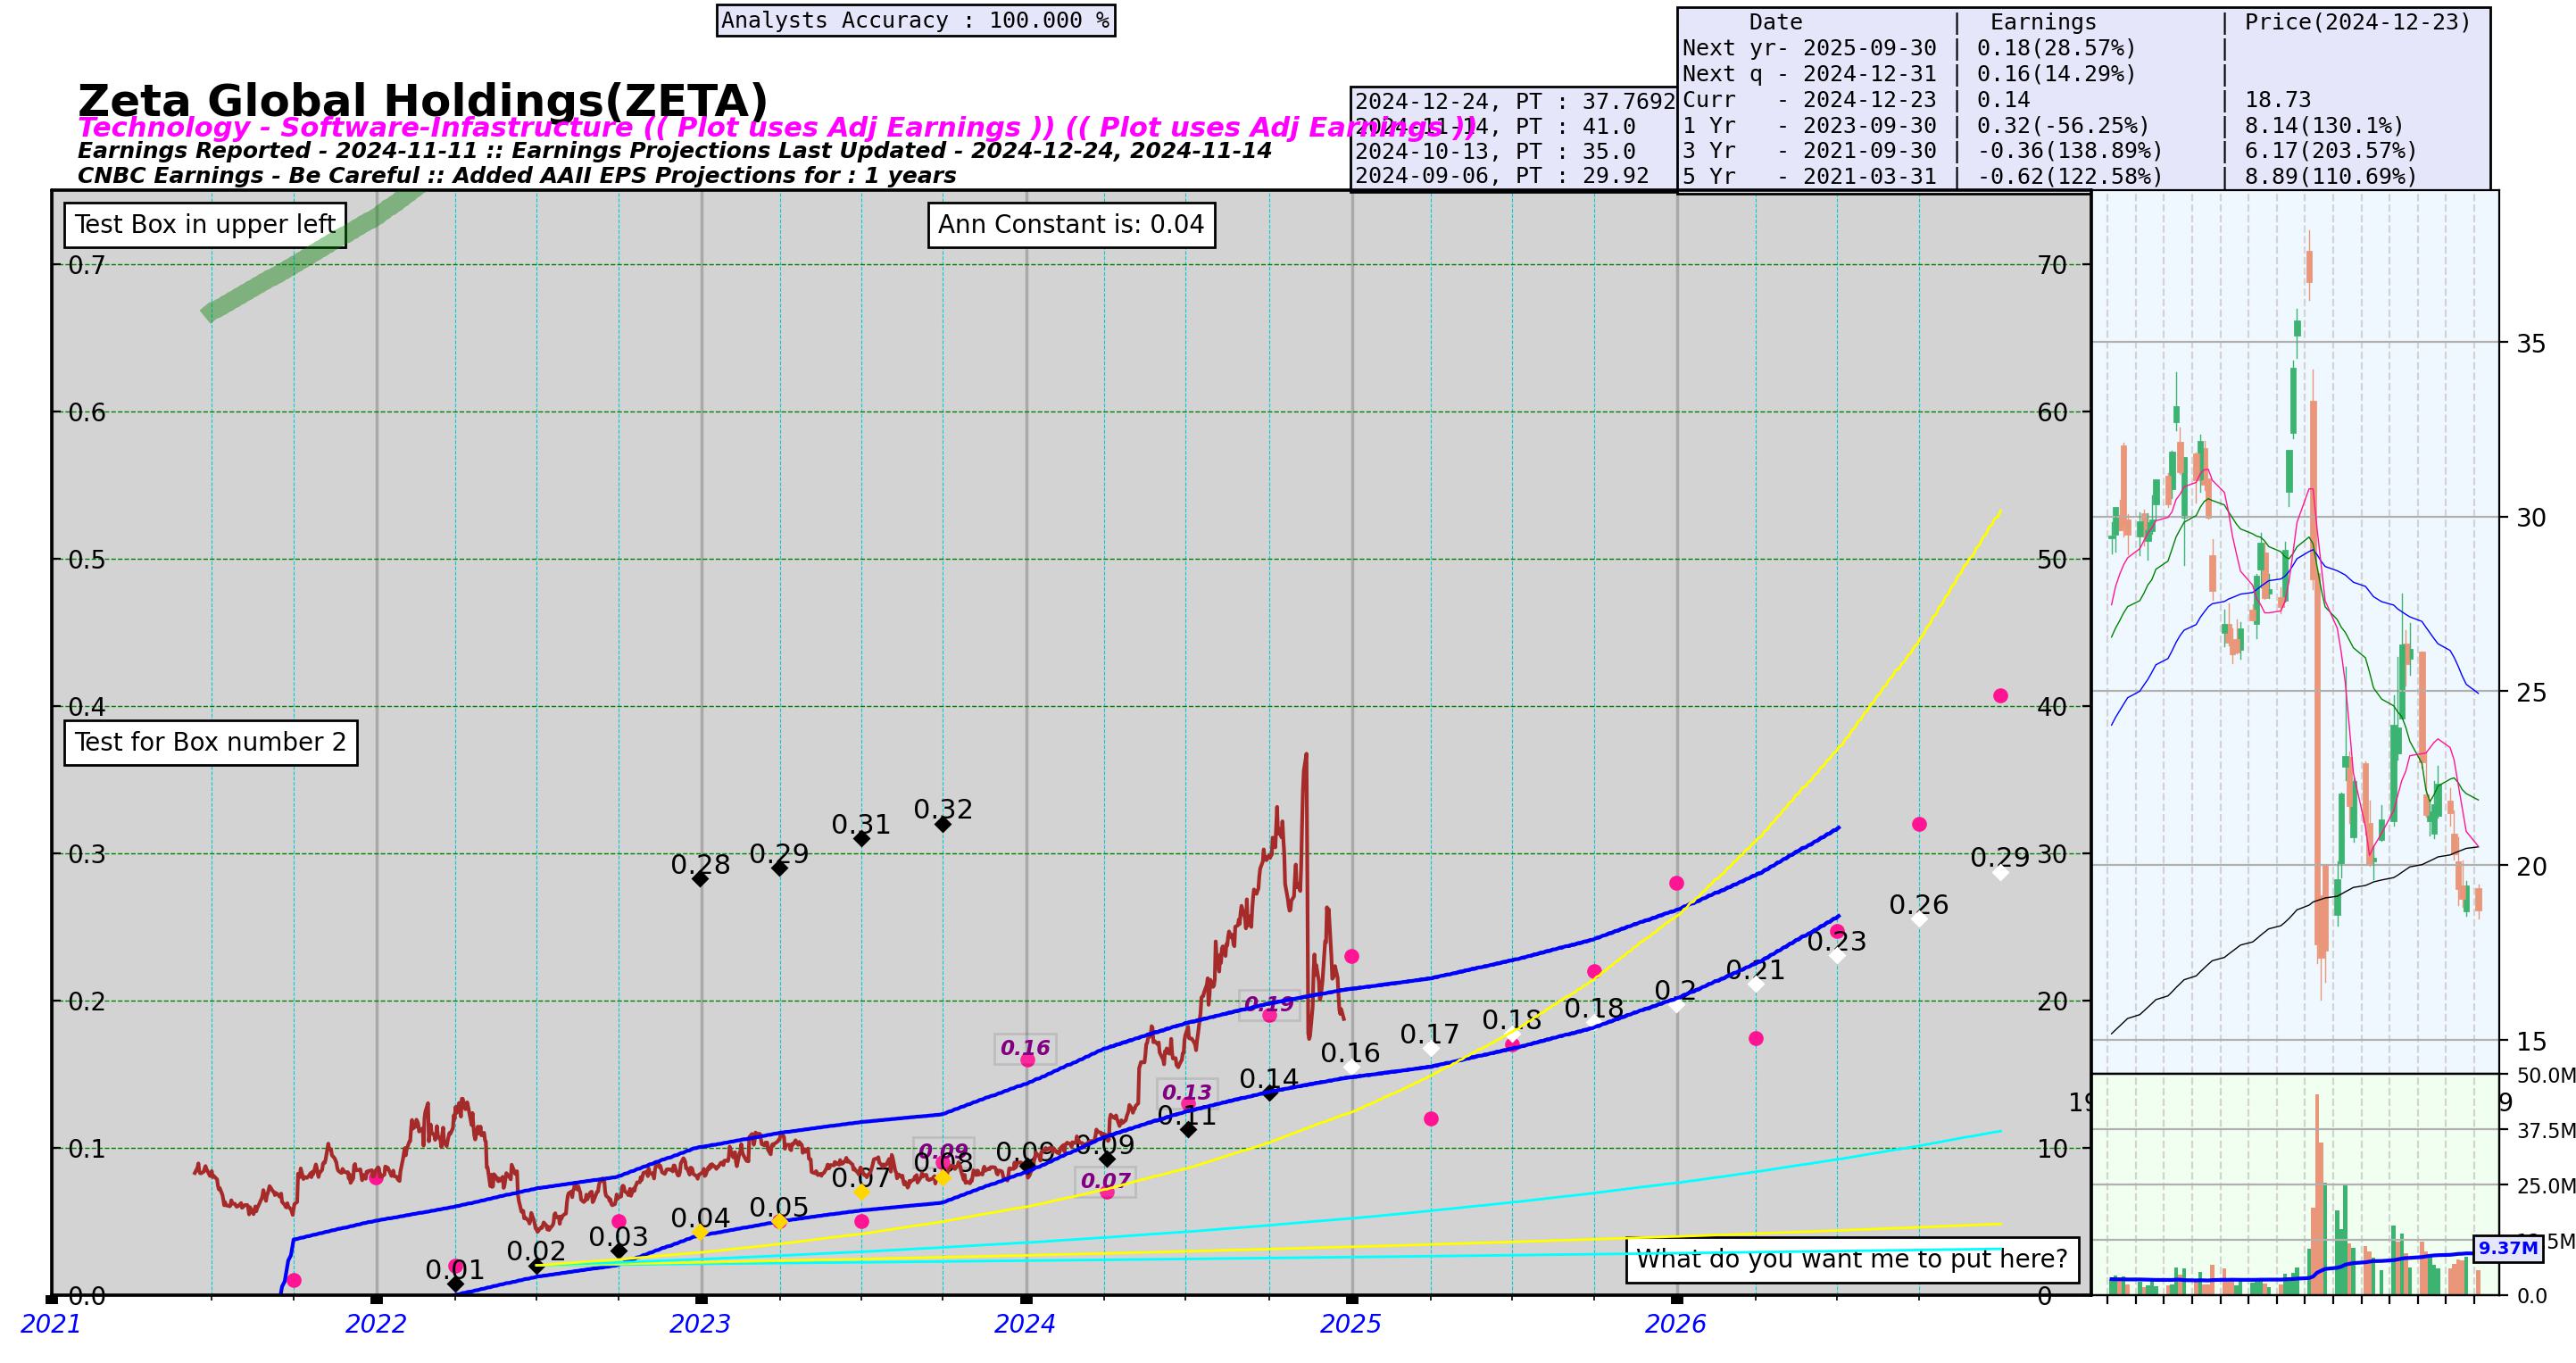 Analysts Accuracy : 100.000 %
Date | Earnings | Price(2024-12-23)
Next yr- 2025-09-30 | 0.18(28.57%) |
Next q - 2024-12-31 | 0.16(14.29%) |
Curr - 2024-12-23 | 0.14 | 18.73
1 Yr - 2023-09-30 | 0.32(-56.25%) | 8.14(130.1%)
3 Yr - 2021-09-30 | -0.36(138.89%) | 6.17(203.57%)
5 Yr - 2021-03-31 | -0.62(122.58%) | 8.89(110.69%)
2024-12-24, PT : 37.7692
2024-11-14, PT : 41.0
2024-10-13, PT : 35.0
2024-09-06, PT : 29.92
Zeta Global Holdings(ZETA)
Technology - Software-Infastructure (( Plot uses Adj Earnings )) (( Plot uses Adj Earnings ))
Earnings Reported - 2024-11-11 :: Earnings Projections Last Updated - 2024-12-24, 2024-11-14
CNBC Earnings - Be Careful :: Added AAII EPS Projections for : 1 years
Test Box in upper left
Ann Constant is: 0.04
0.7
0.6
0.5
0.4
0.3
0.2
0.1
0.0
Test for Box number 2
0.01
0.02
0.03
0.04
0.05
0.07
0.08
0.09
0.09
0.11
0.14
0.16
0.17
0.18
0.18
0.2
0.21
0.23
0.26
0.29
0.28
0.29
0.31
0.32
0.09
0.16
0.07
0.13
0.19
70
60
50
40
30
20
10
0
What do you want me to put here?
2021
2022
2023
2024
2025
2026
35
30
25
20
15
19
9
50.0M
37.5M
25.0M
5M
0.0
9.37M